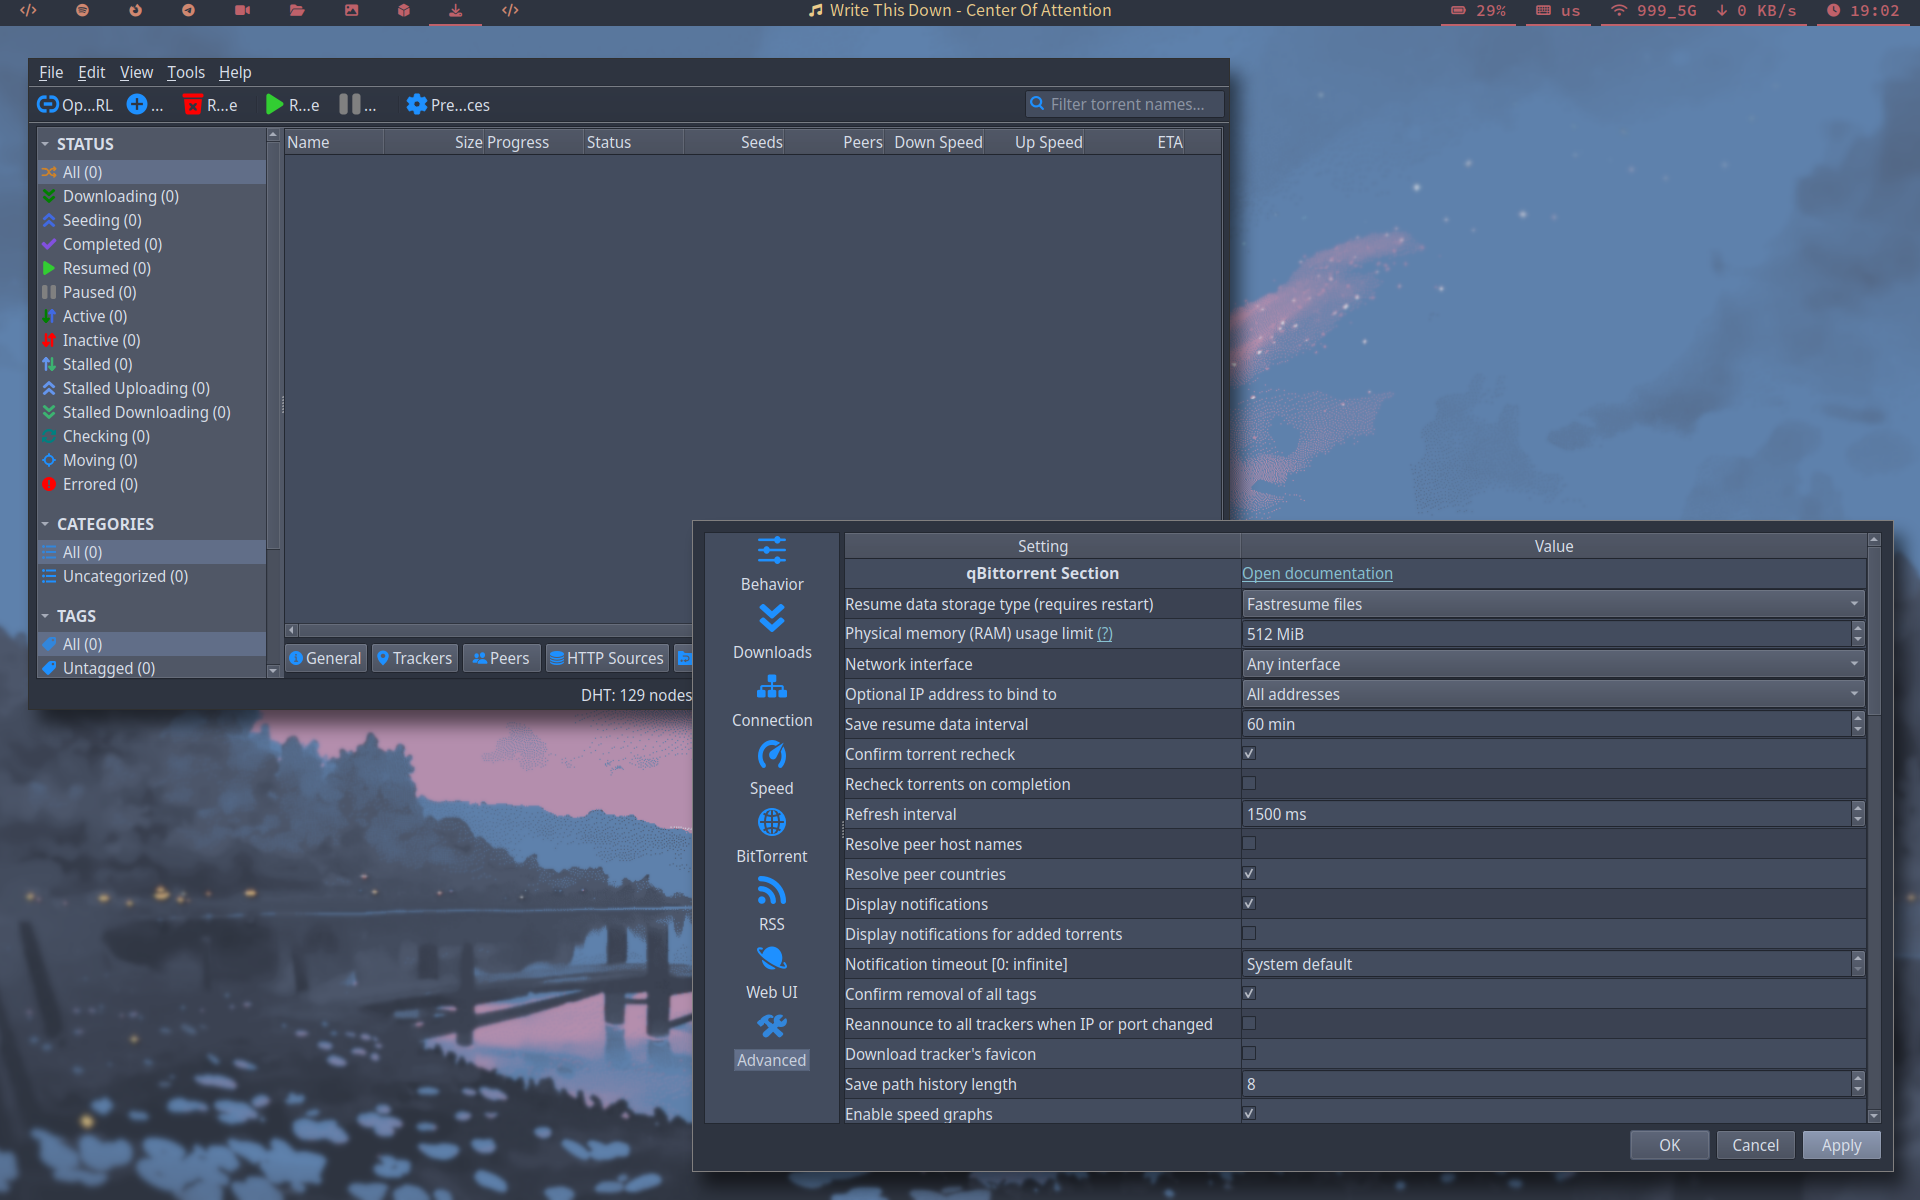 Write This Down - Center Of Attention
29%
us
999_5G
0 KB/s
19:02
File Edit View Tools Help
Op...RL ... R...e R...e ... Pre...ces
Filter torrent names...
STATUS
All (0)
Downloading (0)
Seeding (0)
Completed (0)
Resumed (0)
Paused (0)
Active (0)
Inactive (0)
Stalled (0)
Stalled Uploading (0)
Stalled Downloading (0)
Checking (0)
Moving (0)
Errored (0)
CATEGORIES
All (0)
Uncategorized (0)
TAGS
All (0)
Untagged (0)
Name Size Progress Status Seeds Peers Down Speed Up Speed ETA
General Trackers Peers HTTP Sources
DHT: 129 nodes
Behavior
Downloads
Connection
Speed
BitTorrent
RSS
Web UI
Advanced
Setting Value
qBittorrent Section Open documentation
Resume data storage type (requires restart) Fastresume files
Physical memory (RAM) usage limit (?) 512 MiB
Network interface Any interface
Optional IP address to bind to All addresses
Save resume data interval 60 min
Confirm torrent recheck
Recheck torrents on completion
Refresh interval 1500 ms
Resolve peer host names
Resolve peer countries
Display notifications
Display notifications for added torrents
Notification timeout [0: infinite] System default
Confirm removal of all tags
Reannounce to all trackers when IP or port changed
Download tracker's favicon
Save path history length 8
Enable speed graphs
OK Cancel Apply